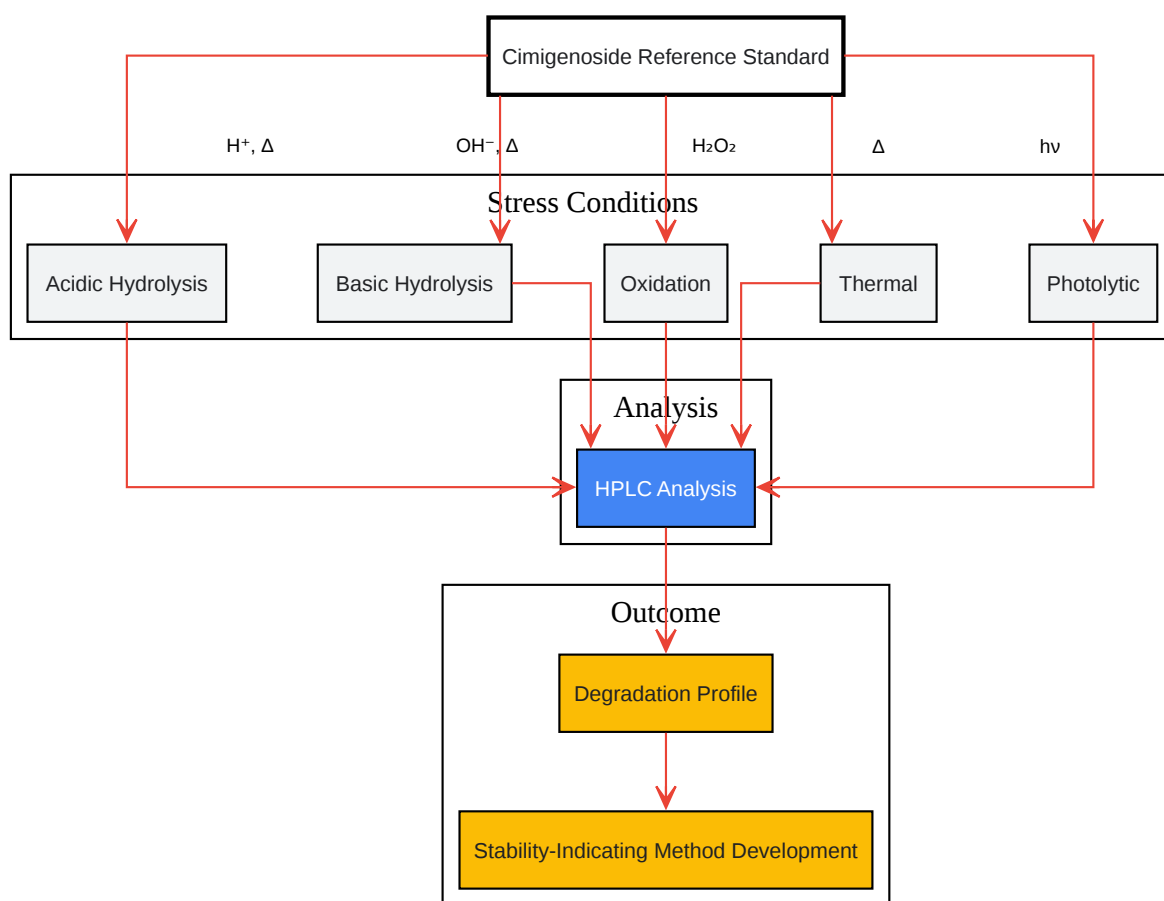 Cimigenoside Reference Standard
H⁺, Δ
OH⁻, Δ
H₂O₂
Δ
hν
Stress Conditions
Acidic Hydrolysis
Basic Hydrolysis
Oxidation
Thermal
Photolytic
Analysis
HPLC Analysis
Outcome
Degradation Profile
Stability-Indicating Method Development